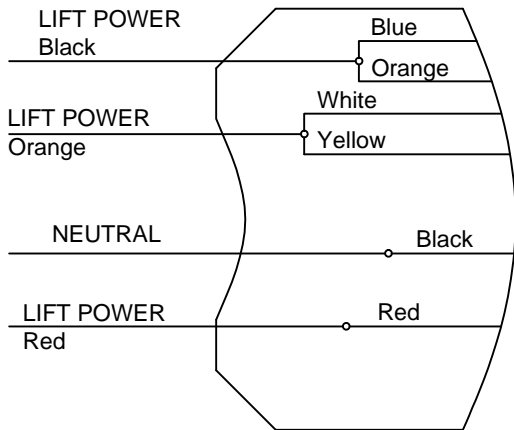 LIFT POWER
Black
Blue
Orange
White
LIFT POWER
Orange
Yellow
NEUTRAL
Black
LIFT POWER
Red
Red